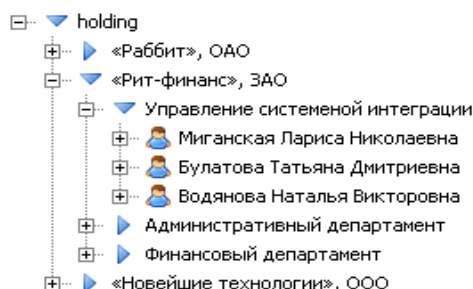 holding
«Раббит», ОАО
«Рит-финанс», ЗАО
Управление системеной интеграции
Миганская Лариса Николаевна
Булатова Татьяна Дмитриевна
Водянова Наталья Викторовна
Административный департамент
Финансовый департамент
«Новейшие технологии», ООО